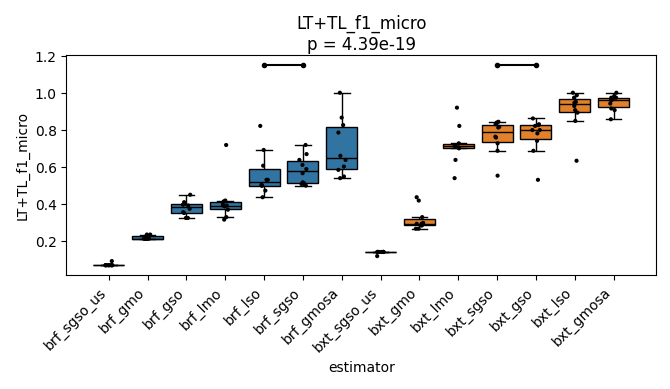 LT+TL_f1_micro
p = 4.39e-19
LT+TL_f1_micro
1.2
1.0
0.8
0.6
0.4
0.2
brf_sgso_us
brf_gmo
brf_gso
brf_lmo
brf_lso
brf_sgso
brf_gmosa
bxt_sgso_us
bxt_gmo
bxt_lmo
bxt_sgso
bxt_gso
bxt_lso
bxt_gmosa
estimator